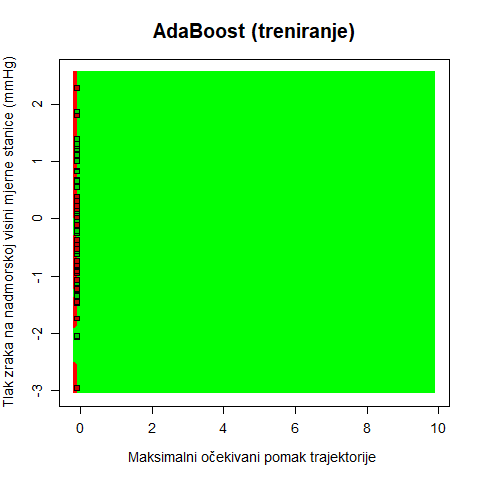 AdaBoost (treniranje)
Tlak zraka na nadmorskoj visini mjerne stanice (mmHg)
2
1
0
-1
-2
-3
0 2 4 6 8 10
Maksimalni očekivani pomak trajektorije